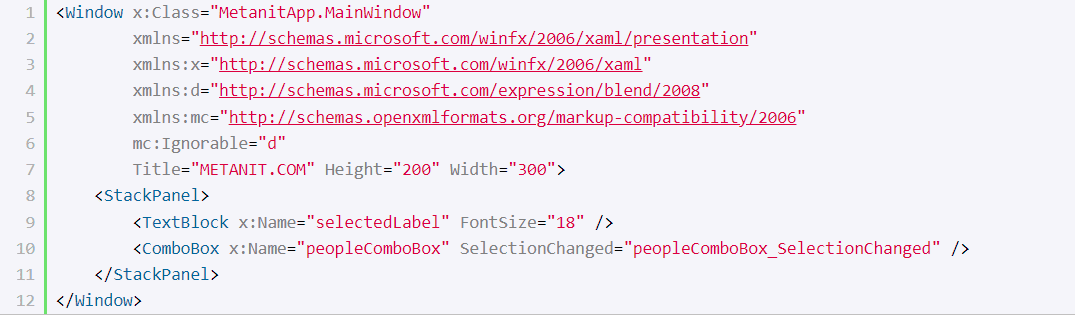 1 <Window x:Class="MetanitApp.MainWindow"
2         xmlns="http://schemas.microsoft.com/winfx/2006/xaml/presentation"
3         xmlns:x="http://schemas.microsoft.com/winfx/2006/xaml"
4         xmlns:d="http://schemas.microsoft.com/expression/blend/2008"
5         xmlns:mc="http://schemas.openxmlformats.org/markup-compatibility/2006"
6         mc:Ignorable="d"
7         Title="METANIT.COM" Height="200" Width="300">
8     <StackPanel>
9         <TextBlock x:Name="selectedLabel" FontSize="18" />
10         <ComboBox x:Name="peopleComboBox" SelectionChanged="peopleComboBox_SelectionChanged" />
11     </StackPanel>
12 </Window>